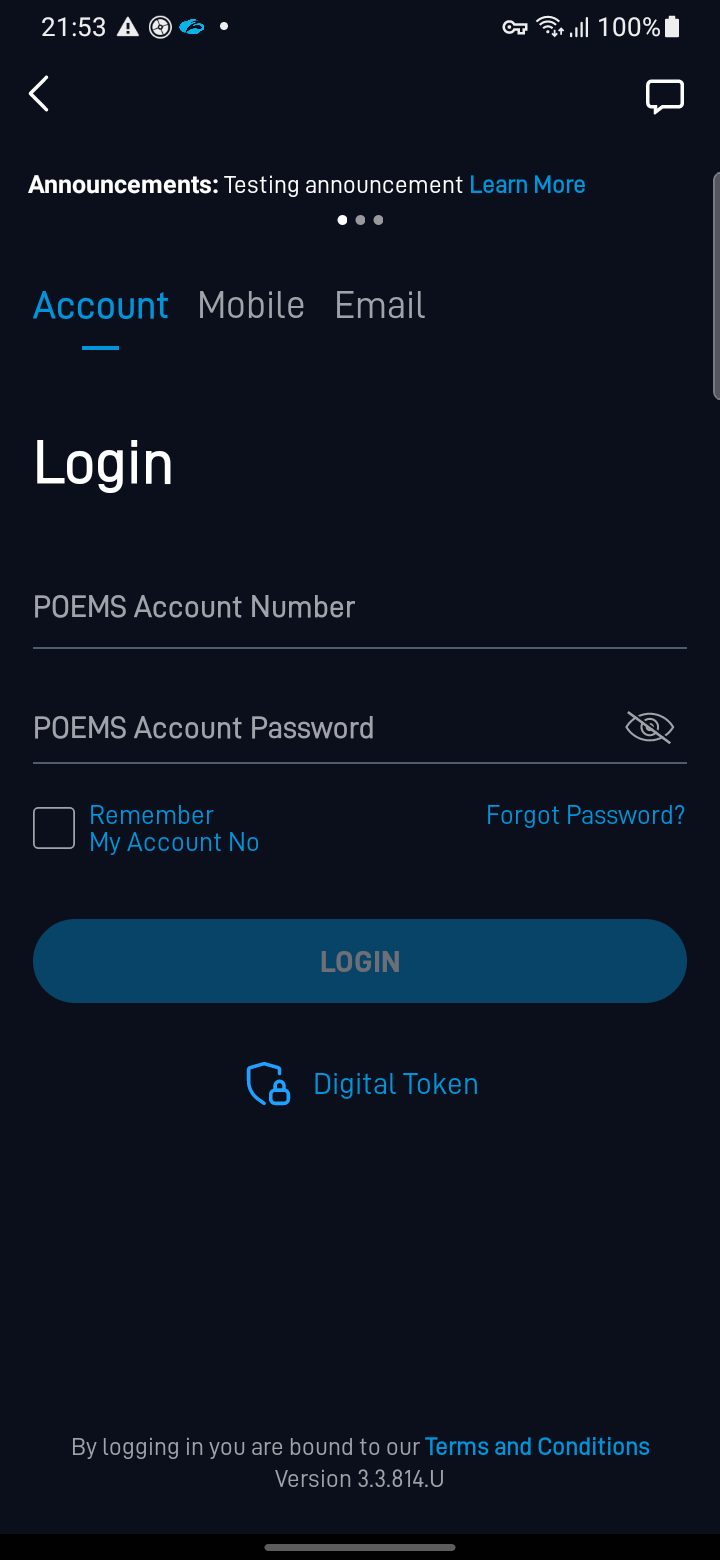 21:53 100%
Announcements: Testing announcement Learn More
Account Mobile Email
Login
POEMS Account Number
POEMS Account Password
Remember
My Account No
Forgot Password?
LOGIN
Digital Token
By logging in you are bound to our Terms and Conditions
Version 3.3.814.U